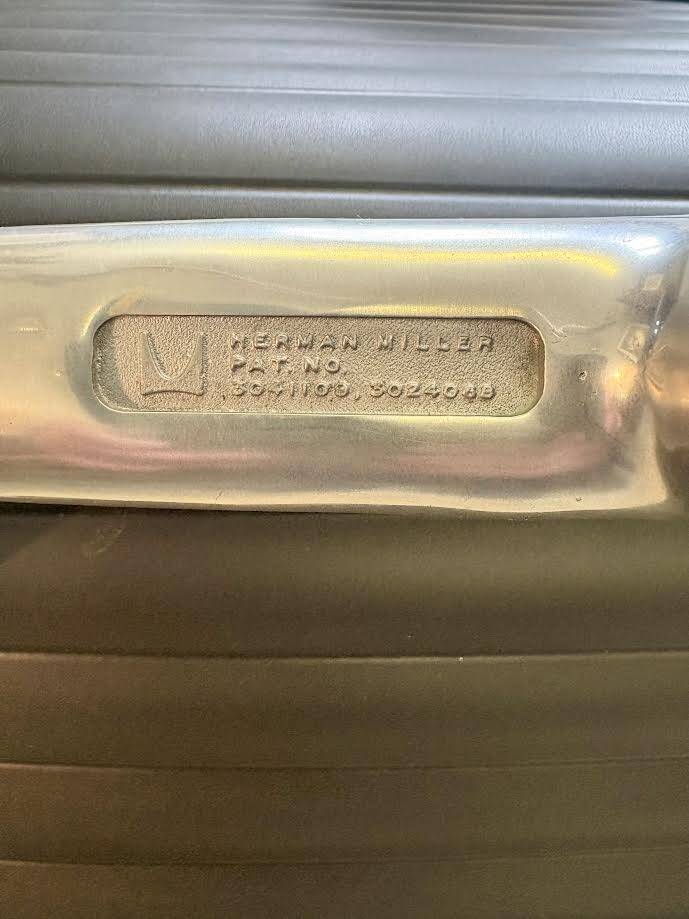 HERMAN MILLER
PAT. NO.
3041109, 3024068